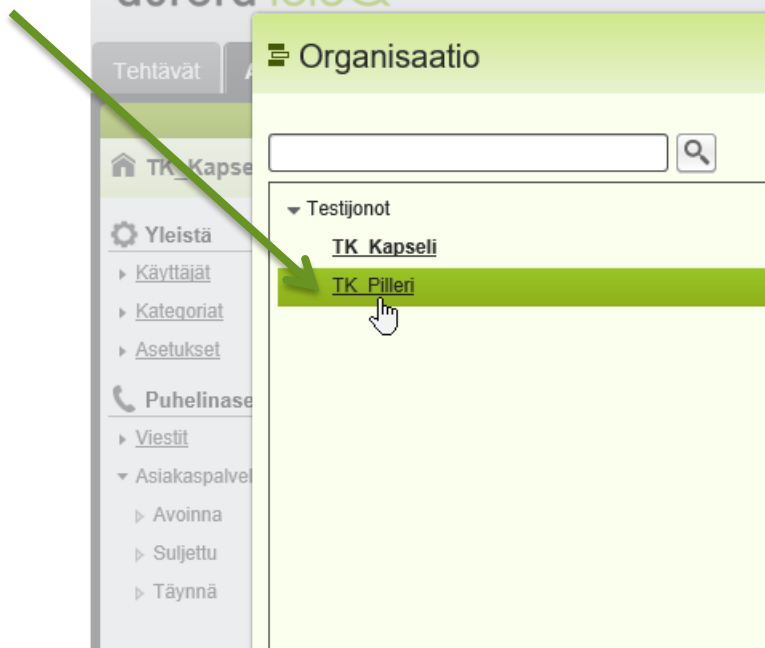 Organisaatio
Tehtävät
TK_Kapse
Testijonot
TK_Kapseli
TK_Pilleri
Yleistä
Käyttäjät
Kategoriat
Asetukset
Puhelinase
Viestit
Asiakaspalvel
Avoinna
Suljettu
Täynnä